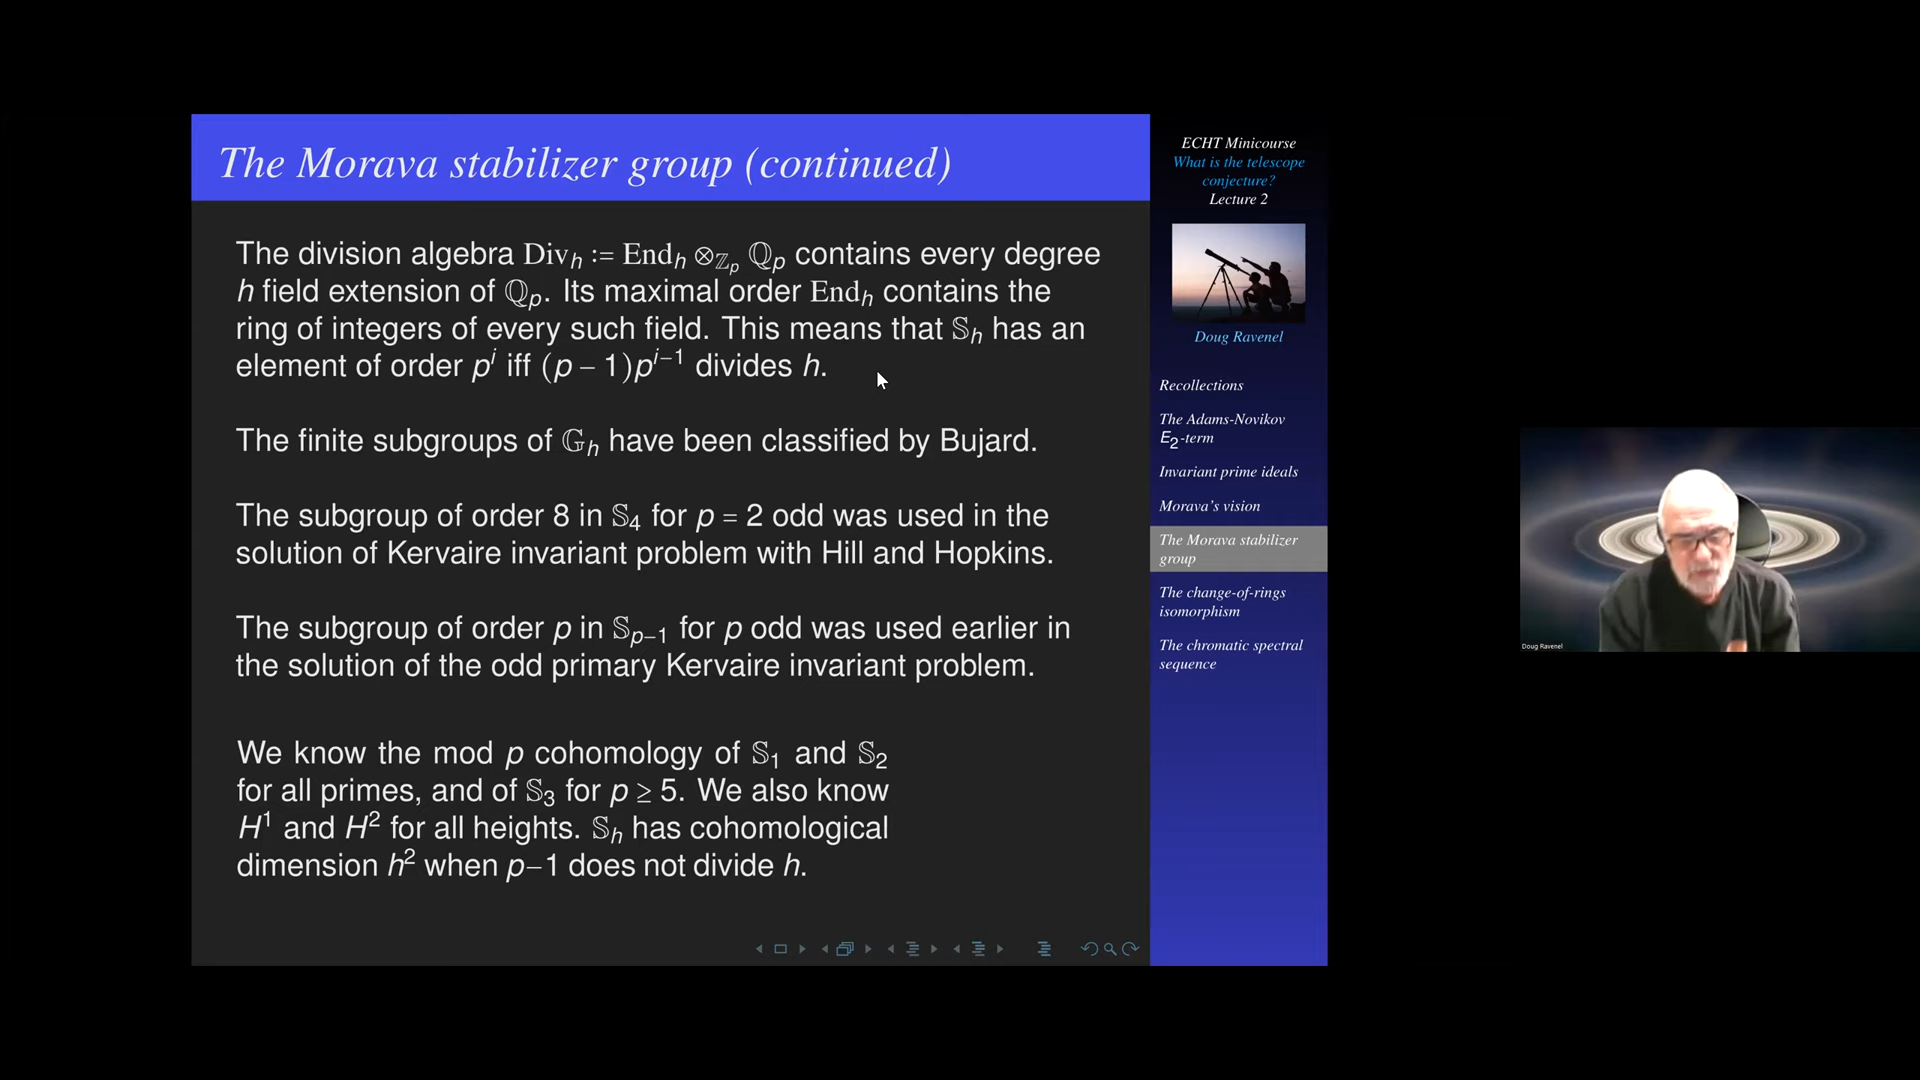 The Morava stabilizer group (continued)
The division algebra Divₕ := Endₕ ⊗_{ℤₚ} ℚₚ contains every degree
h field extension of ℚₚ. Its maximal order Endₕ contains the
ring of integers of every such field. This means that 𝕊ₕ has an
element of order pⁱ iff (p − 1)pⁱ⁻¹ divides h.
The finite subgroups of 𝔾ₕ have been classified by Bujard.
The subgroup of order 8 in 𝕊₄ for p = 2 odd was used in the
solution of Kervaire invariant problem with Hill and Hopkins.
The subgroup of order p in 𝕊ₚ₋₁ for p odd was used earlier in
the solution of the odd primary Kervaire invariant problem.
We know the mod p cohomology of 𝕊₁ and 𝕊₂
for all primes, and of 𝕊₃ for p ≥ 5. We also know
H¹ and H² for all heights. 𝕊ₕ has cohomological
dimension h² when p−1 does not divide h.
ECHT Minicourse
What is the telescope
conjecture?
Lecture 2
Doug Ravenel
Recollections
The Adams-Novikov
E₂-term
Invariant prime ideals
Morava's vision
The Morava stabilizer
group
The change-of-rings
isomorphism
The chromatic spectral
sequence
Doug Ravenel